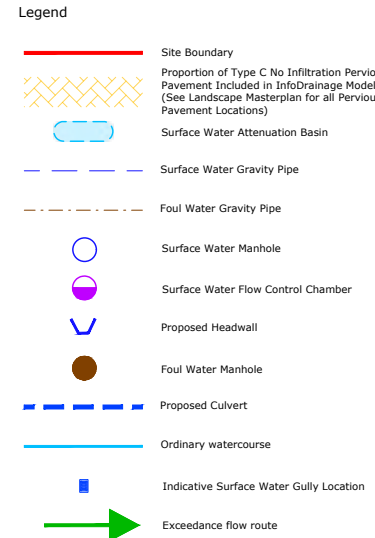 Legend
Site Boundary
Proportion of Type C No Infiltration Pervio
Pavement Included in InfoDrainage Model
(See Landscape Masterplan for all Perviou
Pavement Locations)
Surface Water Attenuation Basin
Surface Water Gravity Pipe
Foul Water Gravity Pipe
Surface Water Manhole
Surface Water Flow Control Chamber
Proposed Headwall
Foul Water Manhole
Proposed Culvert
Ordinary watercourse
Indicative Surface Water Gully Location
Exceedance flow route